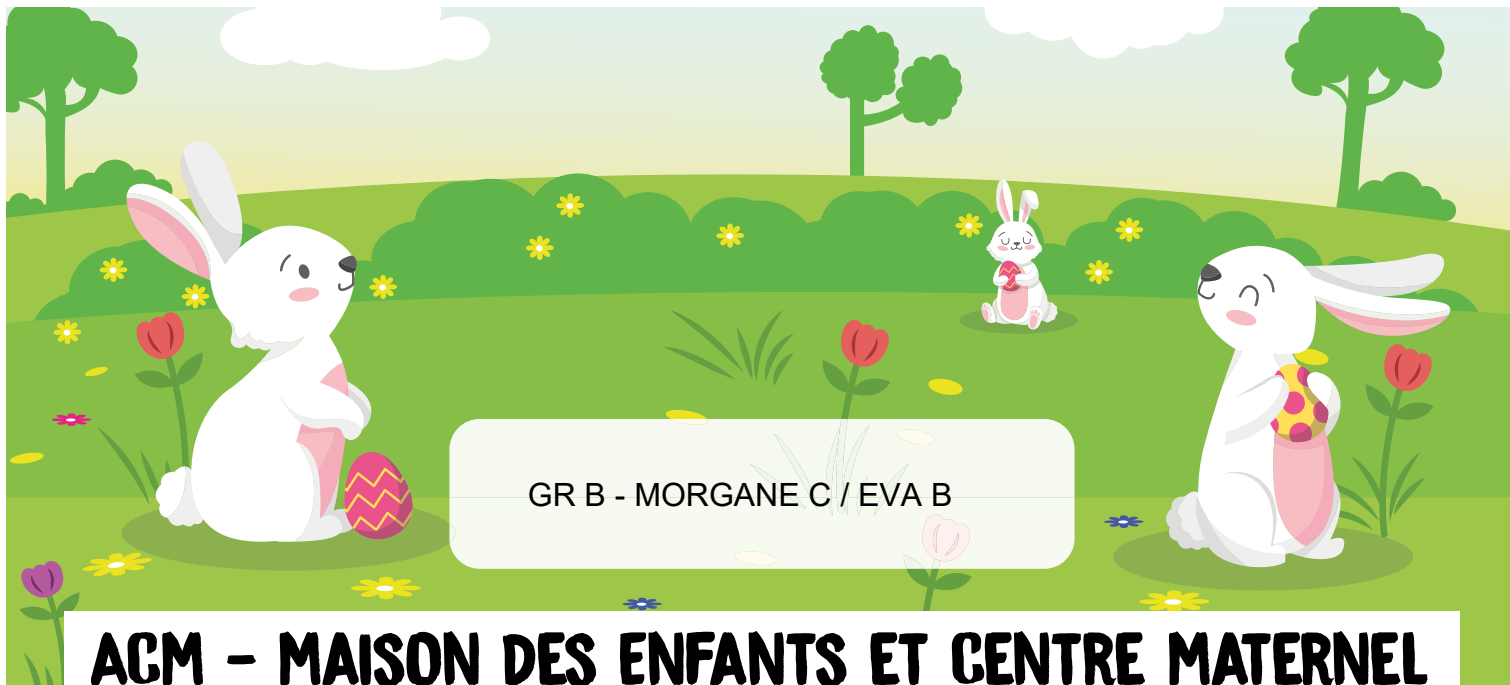 GR B - MORGANE C / EVA B
ACM - MAISON DES ENFANTS ET CENTRE MATERNEL